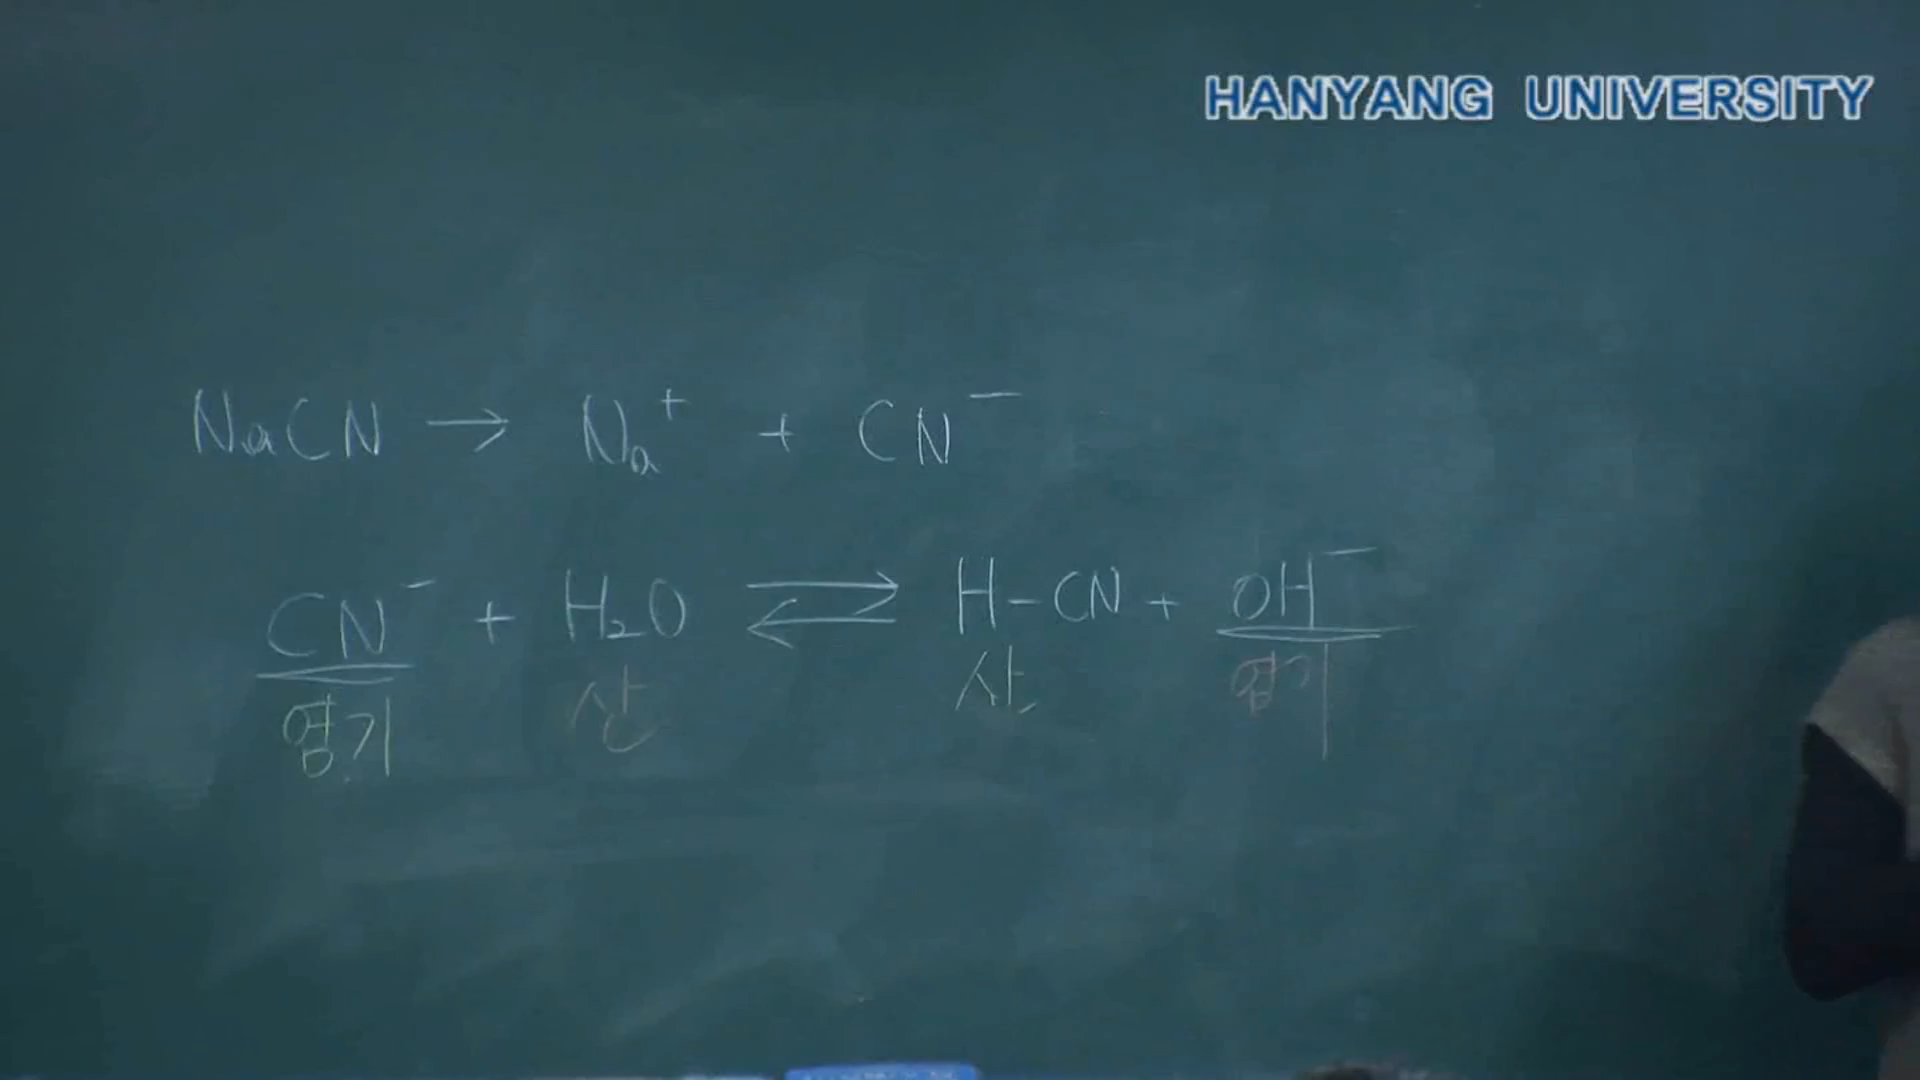 HANYANG UNIVERSITY
NaCN → Na⁺ + CN⁻
CN⁻ + H₂O ⇌ H-CN + OH⁻
염기 산 산 염기